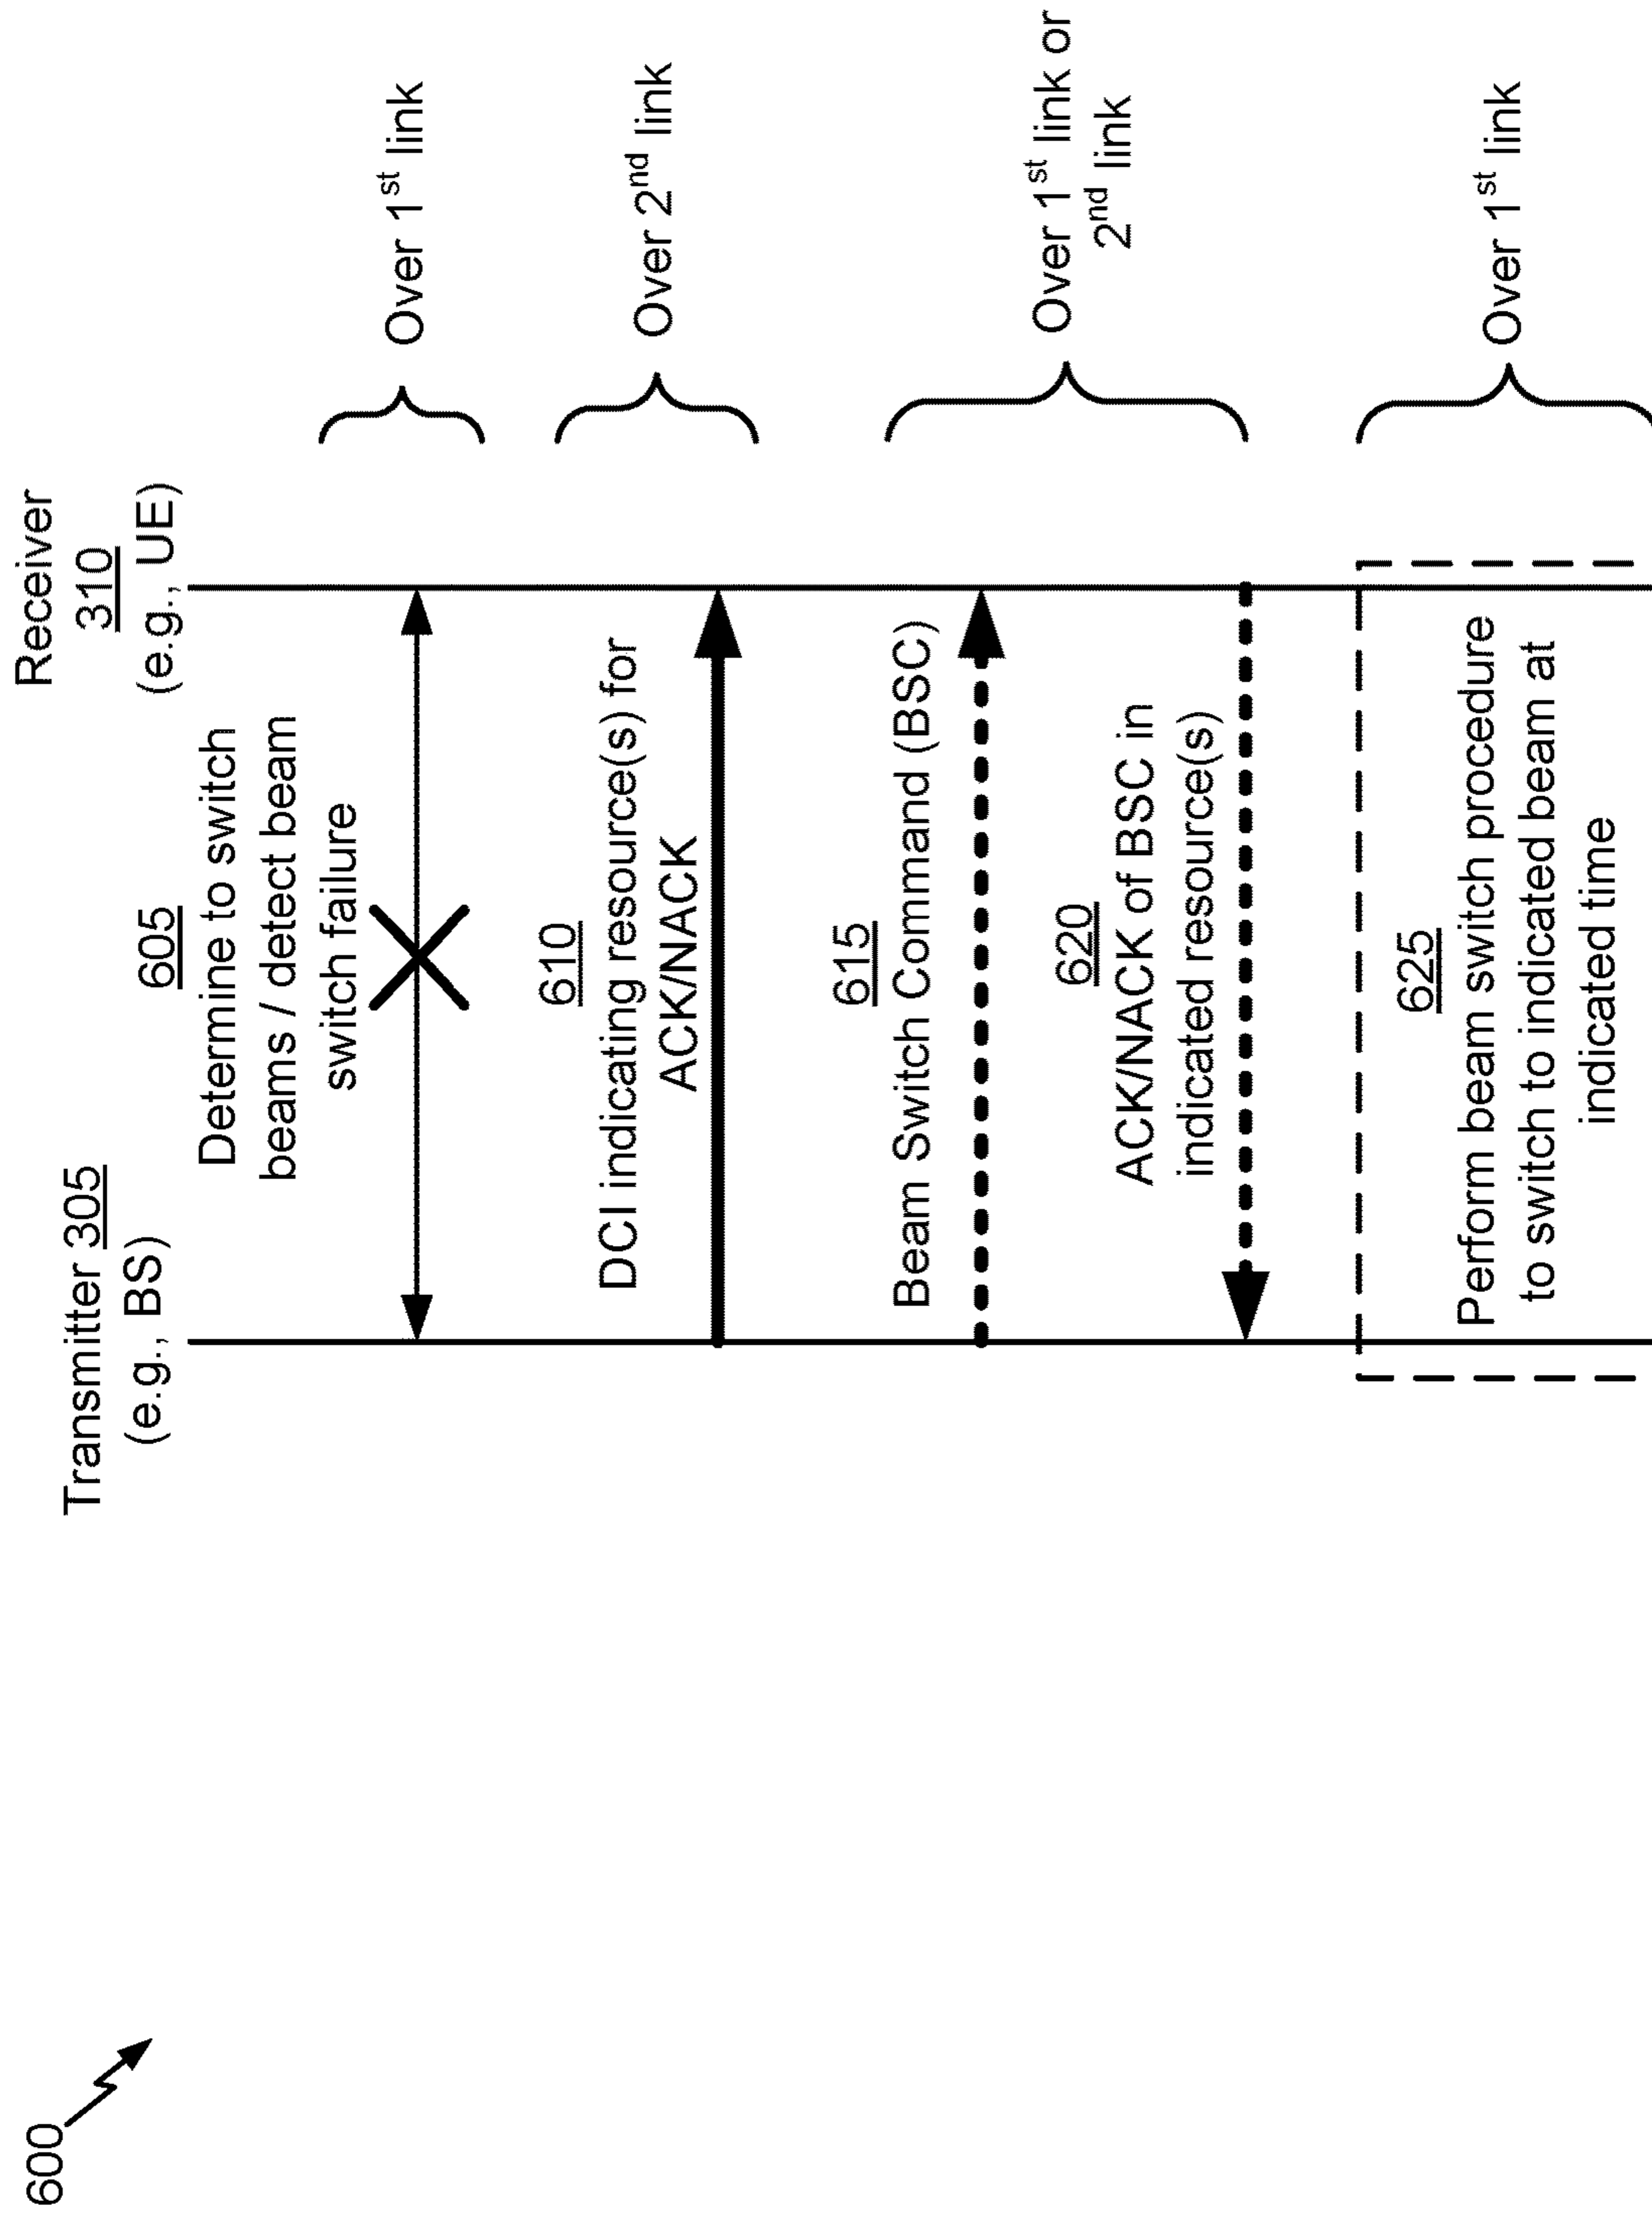 600
Transmitter 305
(e.g., BS)
Receiver
310
(e.g., UE)
605
Determine to switch
beams / detect beam
switch failure
Over 1st link
610
DCI indicating resource(s) for
ACK/NACK
Over 2nd link
615
Beam Switch Command (BSC)
620
ACK/NACK of BSC in
indicated resource(s)
Over 1st link or
2nd link
625
Perform beam switch procedure
to switch to indicated beam at
indicated time
Over 1st link